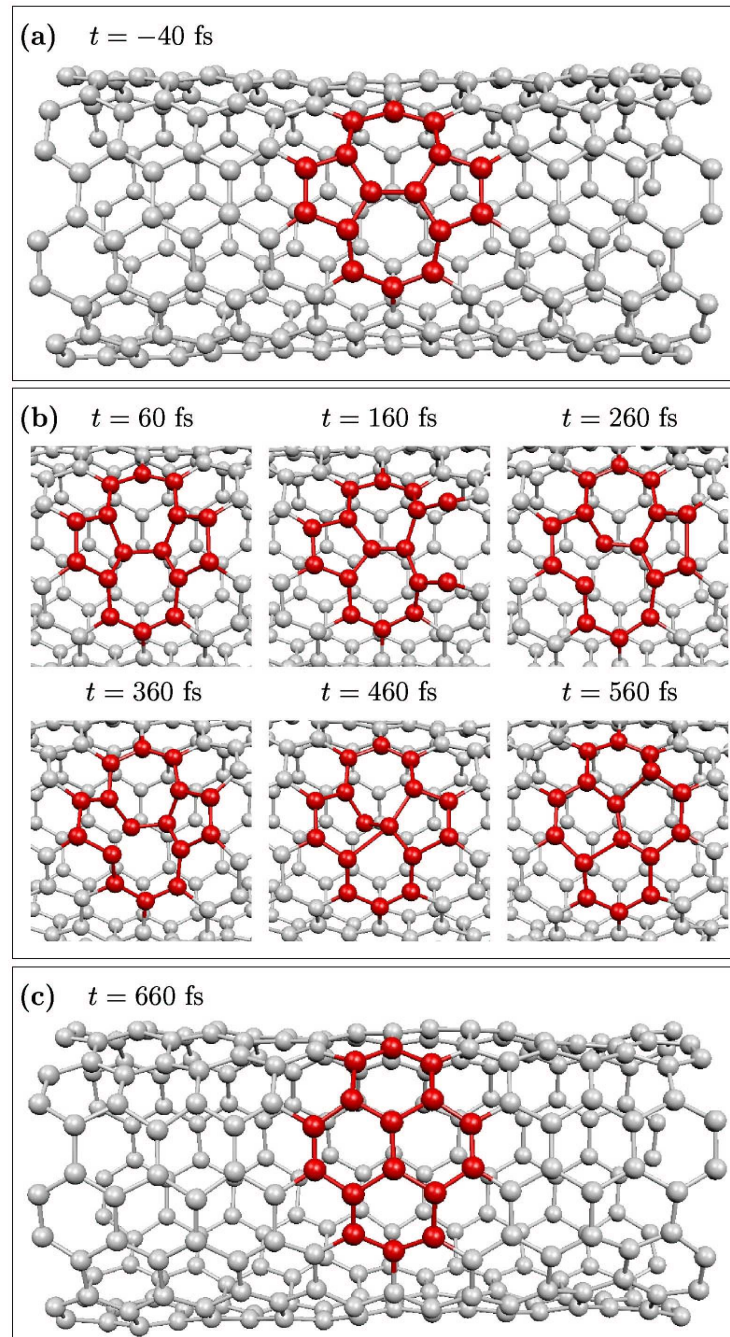 (a) t = −40 fs
(b) t = 60 fs t = 160 fs t = 260 fs
t = 360 fs t = 460 fs t = 560 fs
(c) t = 660 fs